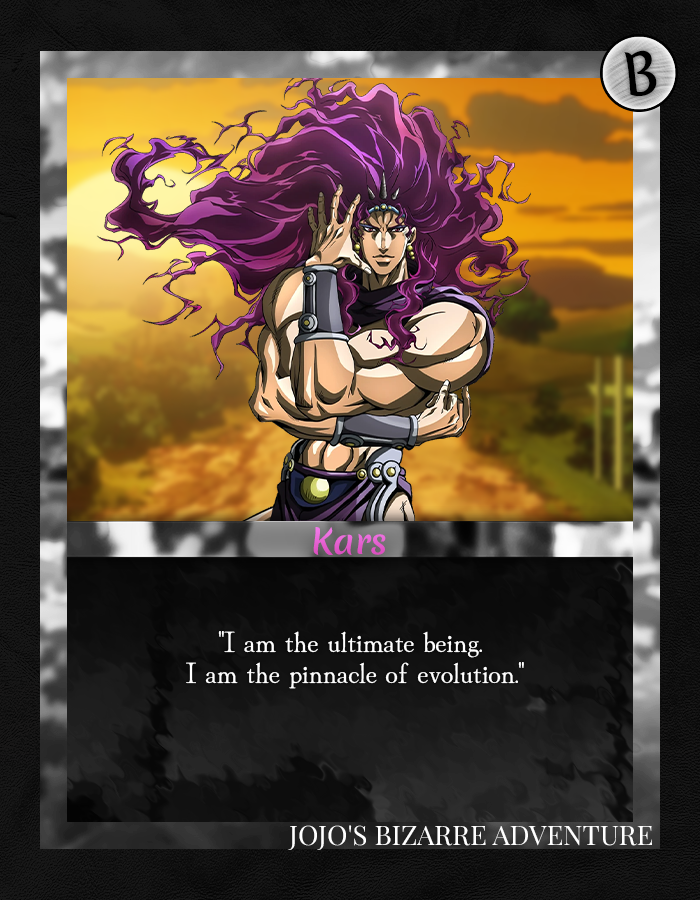 B
Kars
"I am the ultimate being.
I am the pinnacle of evolution."
JOJO'S BIZARRE ADVENTURE